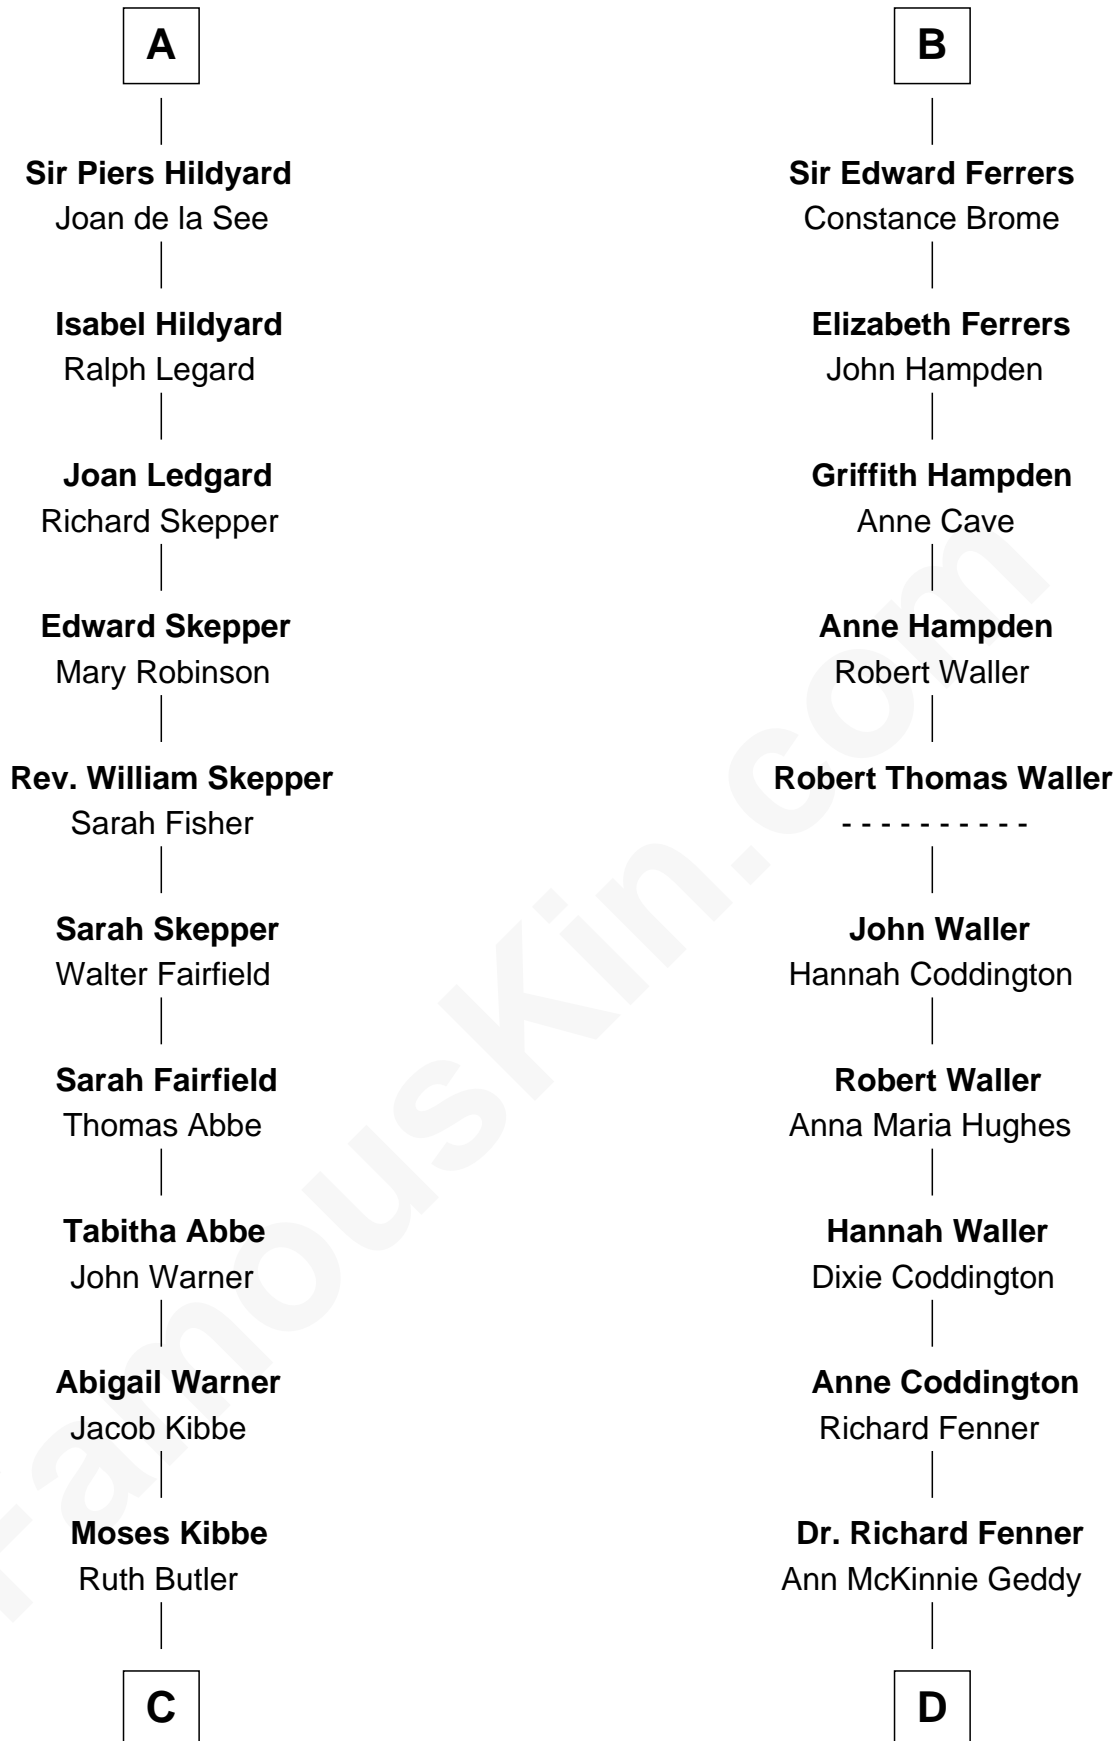 A
Sir Piers Hildyard
Joan de la See
Isabel Hildyard
Ralph Legard
Joan Ledgard
Richard Skepper
Edward Skepper
Mary Robinson
Rev. William Skepper
Sarah Fisher
Sarah Skepper
Walter Fairfield
Sarah Fairfield
Thomas Abbe
Tabitha Abbe
John Warner
Abigail Warner
Jacob Kibbe
Moses Kibbe
Ruth Butler
C
B
Sir Edward Ferrers
Constance Brome
Elizabeth Ferrers
John Hampden
Griffith Hampden
Anne Cave
Anne Hampden
Robert Waller
Robert Thomas Waller
- - - - - - - - - -
John Waller
Hannah Coddington
Robert Waller
Anna Maria Hughes
Hannah Waller
Dixie Coddington
Anne Coddington
Richard Fenner
Dr. Richard Fenner
Ann McKinnie Geddy
D
FamousKin.com